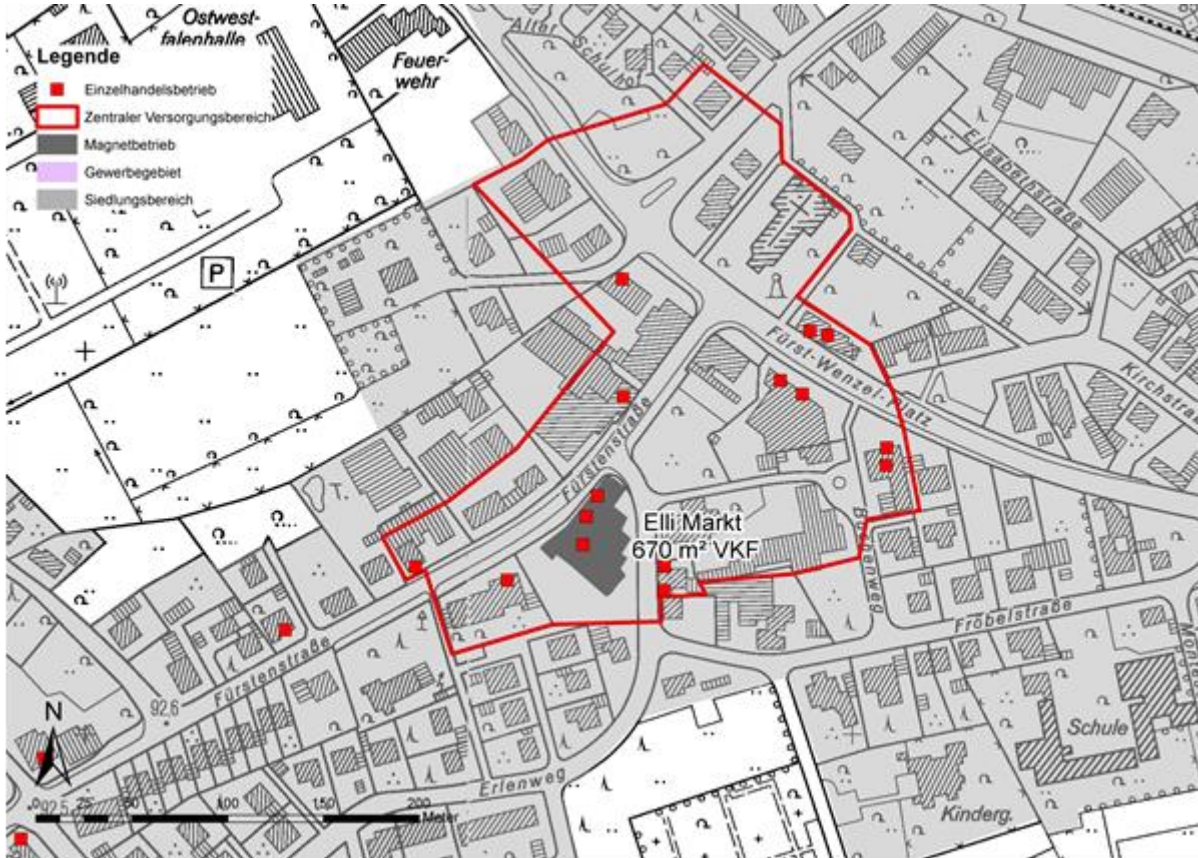 Ostwest-
falenhalle
Feuer-
wehr
Alter
Schulhof
Legende
Einzelhandelsbetrieb
Zentraler Versorgungsbereich
Magnetbetrieb
Gewerbegebiet
Siedlungsbereich
P
Elisabethstraße
Fürst-Wenzel-Platz
Kirchstra
Fürstenstraße
T.
Elli Markt
670 m² VKF
Fröbelstraße
Fürstenstraße
92,6
N
Schule
Erlenweg
Kinderg.
92,5
0
25
50
100
150
200
Meter